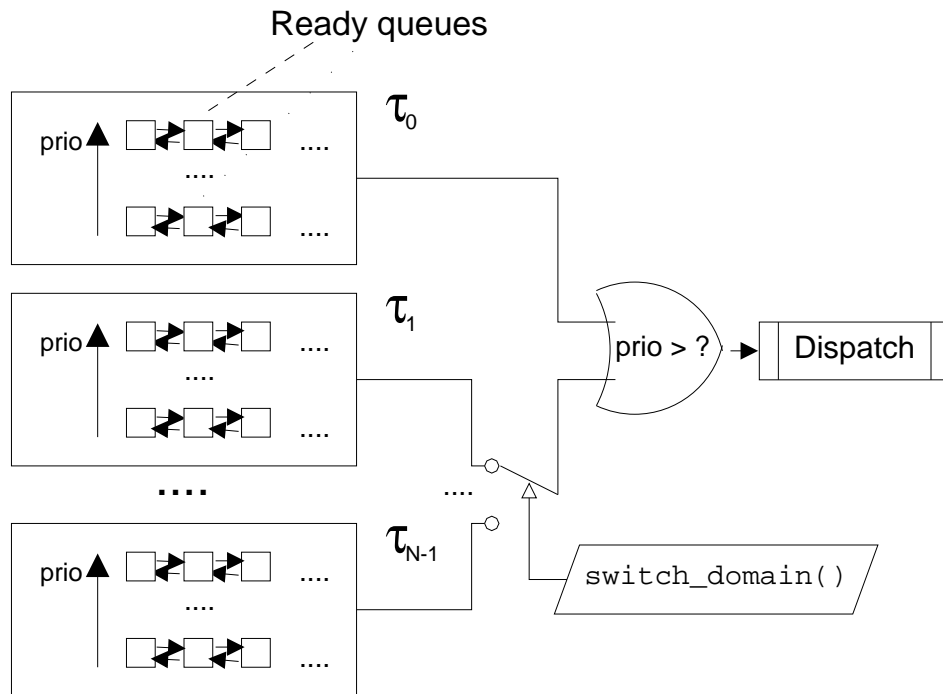 Ready queues
τ0
prio
....
....
....
τ1
prio
....
....
....
prio > ?
Dispatch
....
....
τN-1
prio
....
....
....
switch_domain()